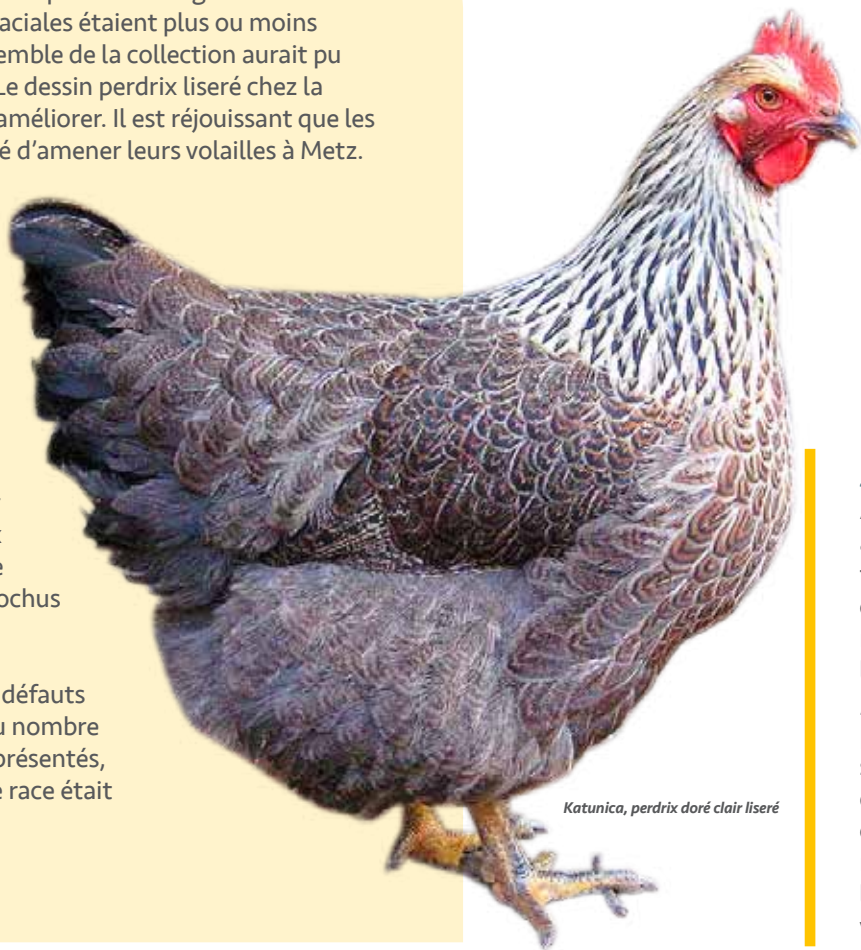 aciales étaient plus ou moins
emble de la collection aurait pu
Le dessin perdrix liseré chez la
améliorer. Il est réjouissant que les
é d'amener leurs volailles à Metz.
ochus
défauts
u nombre
présentés,
e race était
Katunica, perdrix doré clair liseré